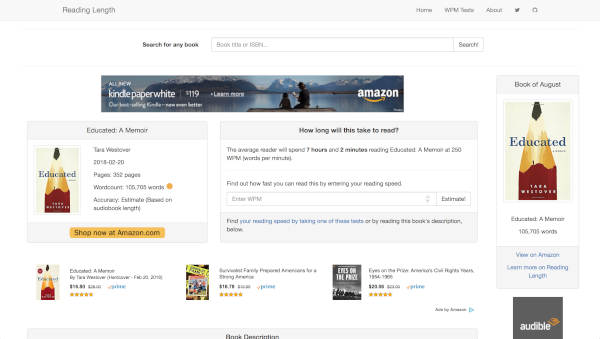 Reading Length
Home
WPM Tests
About
Search for any book
Book title or ISBN...
Search!
ALL-NEW
kindle paperwhite | $119
Learn more
Our best-selling Kindle—now even better
amazon
Educated: A Memoir
Educated
TARA WESTOVER
Tara Westover
2018-02-20
Pages: 352 pages
Wordcount: 105,705 words
Accuracy: Estimate (Based on
audiobook length)
Shop now at Amazon.com
How long will this take to read?
The average reader will spend 7 hours and 2 minutes reading Educated: A Memoir at 250
WPM (words per minute).
Find out how fast you can read this by entering your reading speed.
Enter WPM
Estimate!
Find your reading speed by taking one of these tests or by reading this book's description,
below.
Book of August
Educated
TARA
WESTOVER
Educated: A Memoir
105,705 words
View on Amazon
Learn more on Reading
Length
Educated: A Memoir
By Tara Westover (Hardcover - Feb 20, 2018)
$16.80 $28.00 prime
Survivalist Family Prepared Americans for a
Strong America
$18.78 prime
EYES ON
THE PRIZE
Eyes on the Prize: America's Civil Rights Years,
1954-1965
$20.06 prime
Ads by Amazon
audible
Book Description